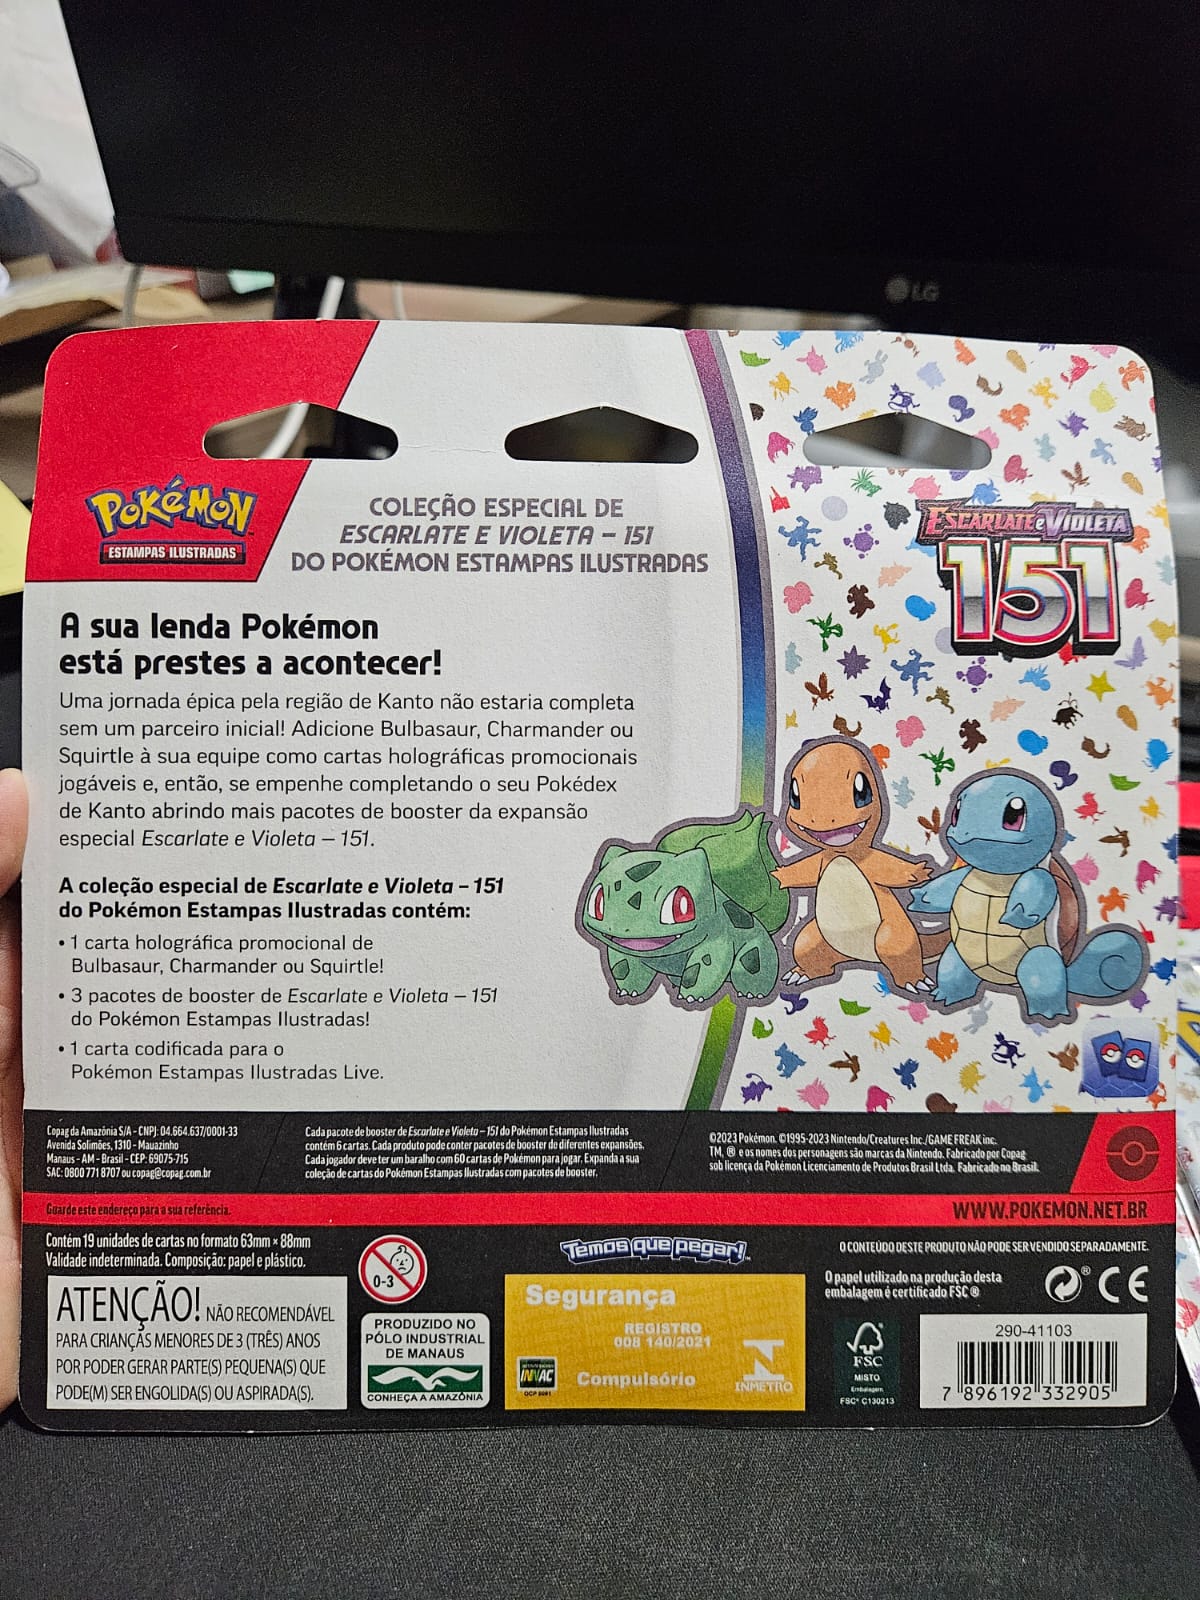 LG
POKéMON
ESTAMPAS ILUSTRADAS
COLEÇÃO ESPECIAL DE
ESCARLATE E VIOLETA – 151
DO POKÉMON ESTAMPAS ILUSTRADAS
ESCARLATE e VIOLETA
151
A sua lenda Pokémon
está prestes a acontecer!
Uma jornada épica pela região de Kanto não estaria completa
sem um parceiro inicial! Adicione Bulbasaur, Charmander ou
Squirtle à sua equipe como cartas holográficas promocionais
jogáveis e, então, se empenhe completando o seu Pokédex
de Kanto abrindo mais pacotes de booster da expansão
especial Escarlate e Violeta – 151.
A coleção especial de Escarlate e Violeta – 151
do Pokémon Estampas Ilustradas contém:
• 1 carta holográfica promocional de
Bulbasaur, Charmander ou Squirtle!
• 3 pacotes de booster de Escarlate e Violeta – 151
do Pokémon Estampas Ilustradas!
• 1 carta codificada para o
Pokémon Estampas Ilustradas Live.
Copag da Amazônia S/A - CNPJ: 04.664.637/0001-33
Avenida Solimões, 1310 - Mauazinho
Manaus - AM - Brasil - CEP: 69075-715
SAC: 0800 771 8707 ou copag@copag.com.br
Cada pacote de booster de Escarlate e Violeta – 151 do Pokémon Estampas Ilustradas
contém 6 cartas. Cada produto pode conter pacotes de booster de diferentes expansões.
Cada jogador deve ter um baralho com 60 cartas de Pokémon para jogar. Expanda a sua
coleção de cartas do Pokémon Estampas Ilustradas com pacotes de booster.
©2023 Pokémon. ©1995-2023 Nintendo/Creatures Inc./GAME FREAK inc.
TM, ® e os nomes dos personagens são marcas da Nintendo. Fabricado por Copag
sob licença da Pokémon Licenciamento de Produtos Brasil Ltda. Fabricado no Brasil.
Guarde este endereço para a sua referência.
WWW.POKEMON.NET.BR
Contém 19 unidades de cartas no formato 63mm × 88mm
Validade indeterminada. Composição: papel e plástico.
ATENÇÃO! NÃO RECOMENDÁVEL
PARA CRIANÇAS MENORES DE 3 (TRÊS) ANOS
POR PODER GERAR PARTE(S) PEQUENA(S) QUE
PODE(M) SER ENGOLIDA(S) OU ASPIRADA(S).
0-3
PRODUZIDO NO
PÓLO INDUSTRIAL
DE MANAUS
CONHEÇA A AMAZÔNIA
Temos que pegar!
Segurança
REGISTRO
008 140/2021
INNAC
OCP 0061
Compulsório
INMETRO
O CONTEÚDO DESTE PRODUTO NÃO PODE SER VENDIDO SEPARADAMENTE.
O papel utilizado na produção desta
embalagem é certificado FSC®
® CE
FSC
MISTO
Embalagem
FSC® C130213
290-41103
7 896192 332905